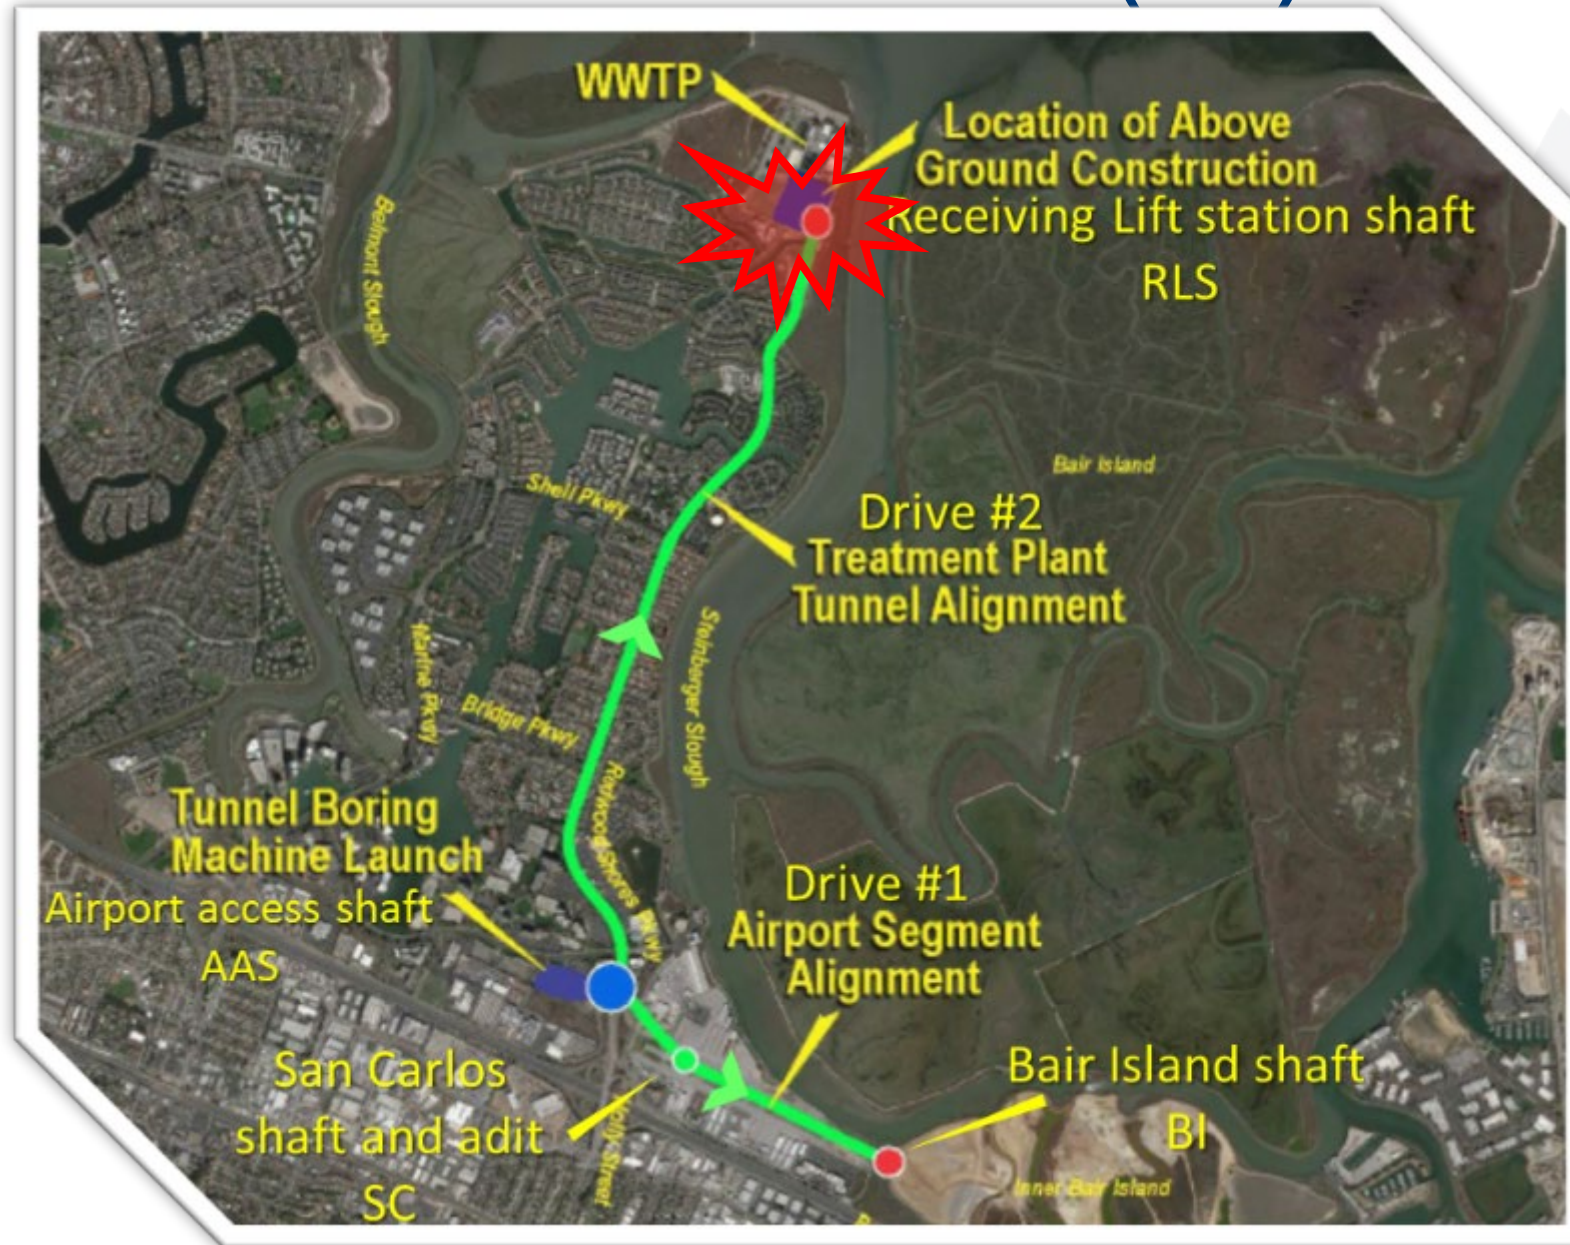 WWTP
Location of Above
Ground Construction
Receiving Lift station shaft
RLS
Belmont Slough
Bair Island
Shell Pkwy
Drive #2
Treatment Plant
Tunnel Alignment
Steinberger Slough
Marine Pkwy
Bridge Pkwy
Redwood Shores Pkwy
Tunnel Boring
Machine Launch
Airport access shaft
AAS
Drive #1
Airport Segment
Alignment
San Carlos
shaft and adit
SC
Holly Street
Bair Island shaft
BI
Inner Bair Island